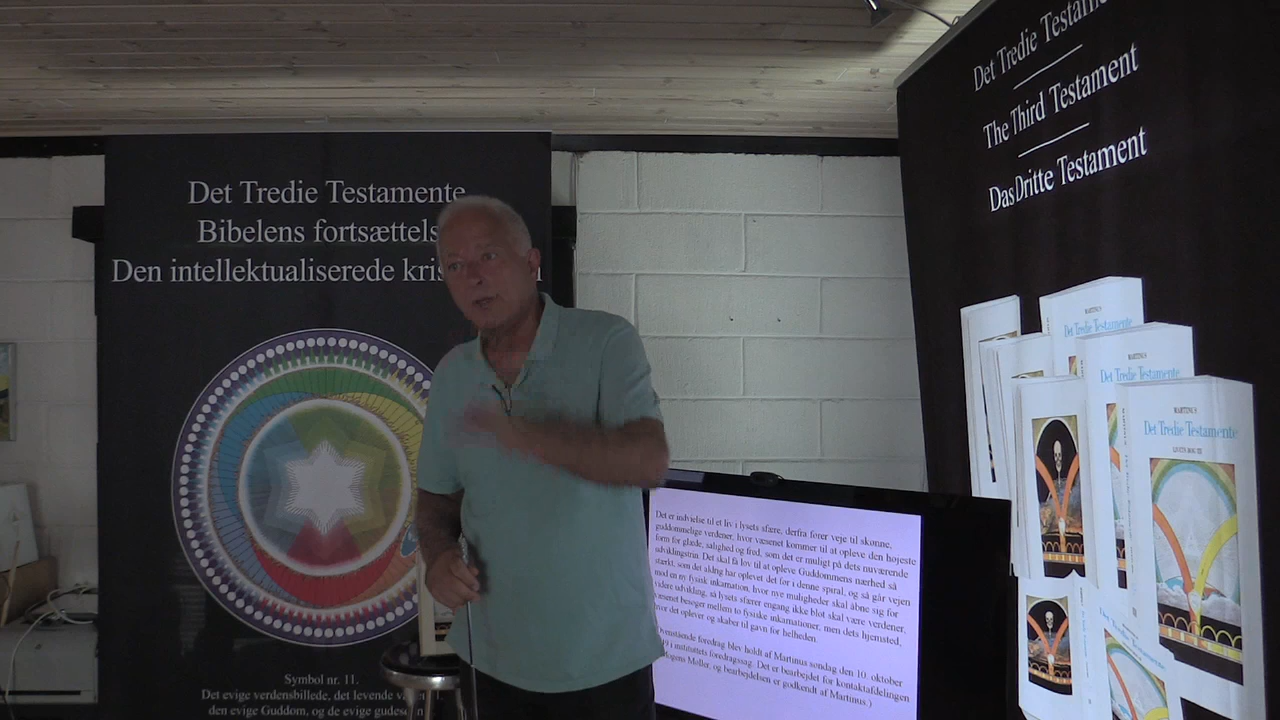 Det Tredie Testamente
Bibelens fortsættels
Den intellektualiserede kris
Symbol nr. 11.
Det evige verdensbillede, det levende
den evige Guddom, og de evige
Det Tredie Testame
The Third Testament
Das Dritte Testament
MARTINUS
Det Tredie Testamente
MARTINUS
Det Tredie Testamente
MARTINUS
Det Tredie Testamente
LIVETS BOG III
Det er indvielse til et liv i lysets sfære, derfra fører veje til skønne,
guddommelige verdener, hvor væsenet kommer til at opleve den højeste
form for glæde, salighed og fred, som det er muligt på dets nuværende
udviklingstrin. Det skal få lov til at opleve Guddommens nærhed så
stærkt, som det aldrig har oplevet det før i denne spiral, og så går vejen
mod en ny fysisk inkarnation, hvor nye muligheder skal åbne sig for
videre udvikling, så lysets sfærer engang ikke blot skal være verdener,
væsenet besøger mellem to fysiske inkarnationer, men dets hjemsted,
hvor det oplever og skaber til gavn for helheden.
Ovenstående foredrag blev holdt af Martinus søndag den 10. oktober
i instituttets foredragssag. Det er bearbejdet for kontaktafdelingen
Mogens Møller, og bearbejdelsen er godkendt af Martinus.)